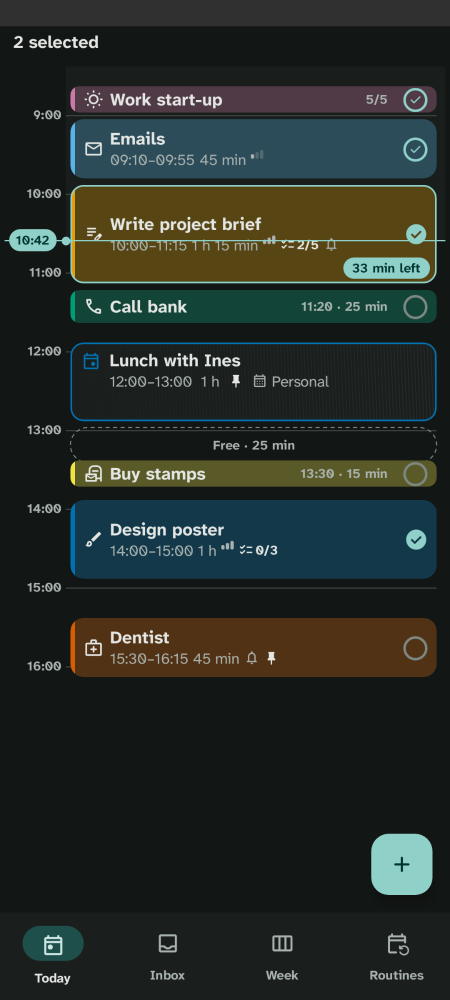 2 selected
Work start-up 5/5
9:00
Emails
09:10–09:55 45 min
10:00
Write project brief
10:42
10:00–11:15 1 h 15 min 2/5
33 min left
11:00
Call bank 11:20 · 25 min
12:00
Lunch with Ines
12:00–13:00 1 h Personal
13:00
Free · 25 min
Buy stamps 13:30 · 15 min
14:00
Design poster
14:00–15:00 1 h 0/3
15:00
Dentist
15:30–16:15 45 min
16:00
Today Inbox Week Routines